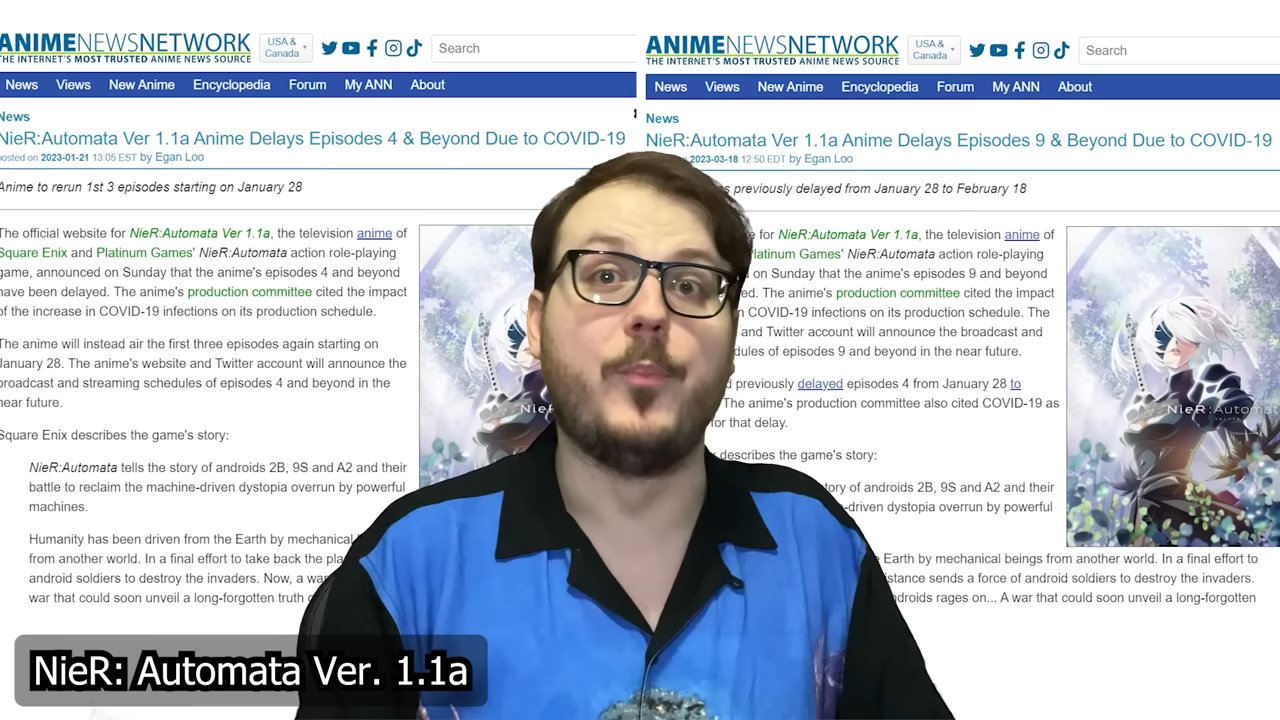 ANIMENEWSNETWORK
THE INTERNET'S MOST TRUSTED ANIME NEWS SOURCE
USA &
Canada
Search
News Views New Anime Encyclopedia Forum My ANN About
News
NieR:Automata Ver 1.1a Anime Delays Episodes 4 & Beyond Due to COVID-19
posted on 2023-01-21 13:05 EST by Egan Loo
Anime to rerun 1st 3 episodes starting on January 28
The official website for NieR:Automata Ver 1.1a, the television anime of
Square Enix and Platinum Games' NieR:Automata action role-playing
game, announced on Sunday that the anime's episodes 4 and beyond
have been delayed. The anime's production committee cited the impact
of the increase in COVID-19 infections on its production schedule.
The anime will instead air the first three episodes again starting on
January 28. The anime's website and Twitter account will announce the
broadcast and streaming schedules of episodes 4 and beyond in the
near future.
Square Enix describes the game's story:
NieR:Automata tells the story of androids 2B, 9S and A2 and their
battle to reclaim the machine-driven dystopia overrun by powerful
machines.
Humanity has been driven from the Earth by mechanical
from another world. In a final effort to take back the
android soldiers to destroy the invaders. Now, a
war that could soon unveil a long-forgotten truth
NieR
ANIMENEWSNETWORK
THE INTERNET'S MOST TRUSTED ANIME NEWS SOURCE
USA &
Canada
Search
News Views New Anime Encyclopedia Forum My ANN About
News
NieR:Automata Ver 1.1a Anime Delays Episodes 9 & Beyond Due to COVID-19
2023-03-18 12:50 EDT by Egan Loo
previously delayed from January 28 to February 18
for NieR:Automata Ver 1.1a, the television anime of
Platinum Games' NieR:Automata action role-playing
on Sunday that the anime's episodes 9 and beyond
The anime's production committee cited the impact
COVID-19 infections on its production schedule. The
and Twitter account will announce the broadcast and
of episodes 9 and beyond in the near future.
previously delayed episodes 4 from January 28 to
The anime's production committee also cited COVID-19 as
for that delay.
describes the game's story:
of androids 2B, 9S and A2 and their
-driven dystopia overrun by powerful
Earth by mechanical beings from another world. In a final effort to
sends a force of android soldiers to destroy the invaders.
rages on... A war that could soon unveil a long-forgotten
NieR:Automat
NieR: Automata Ver. 1.1a